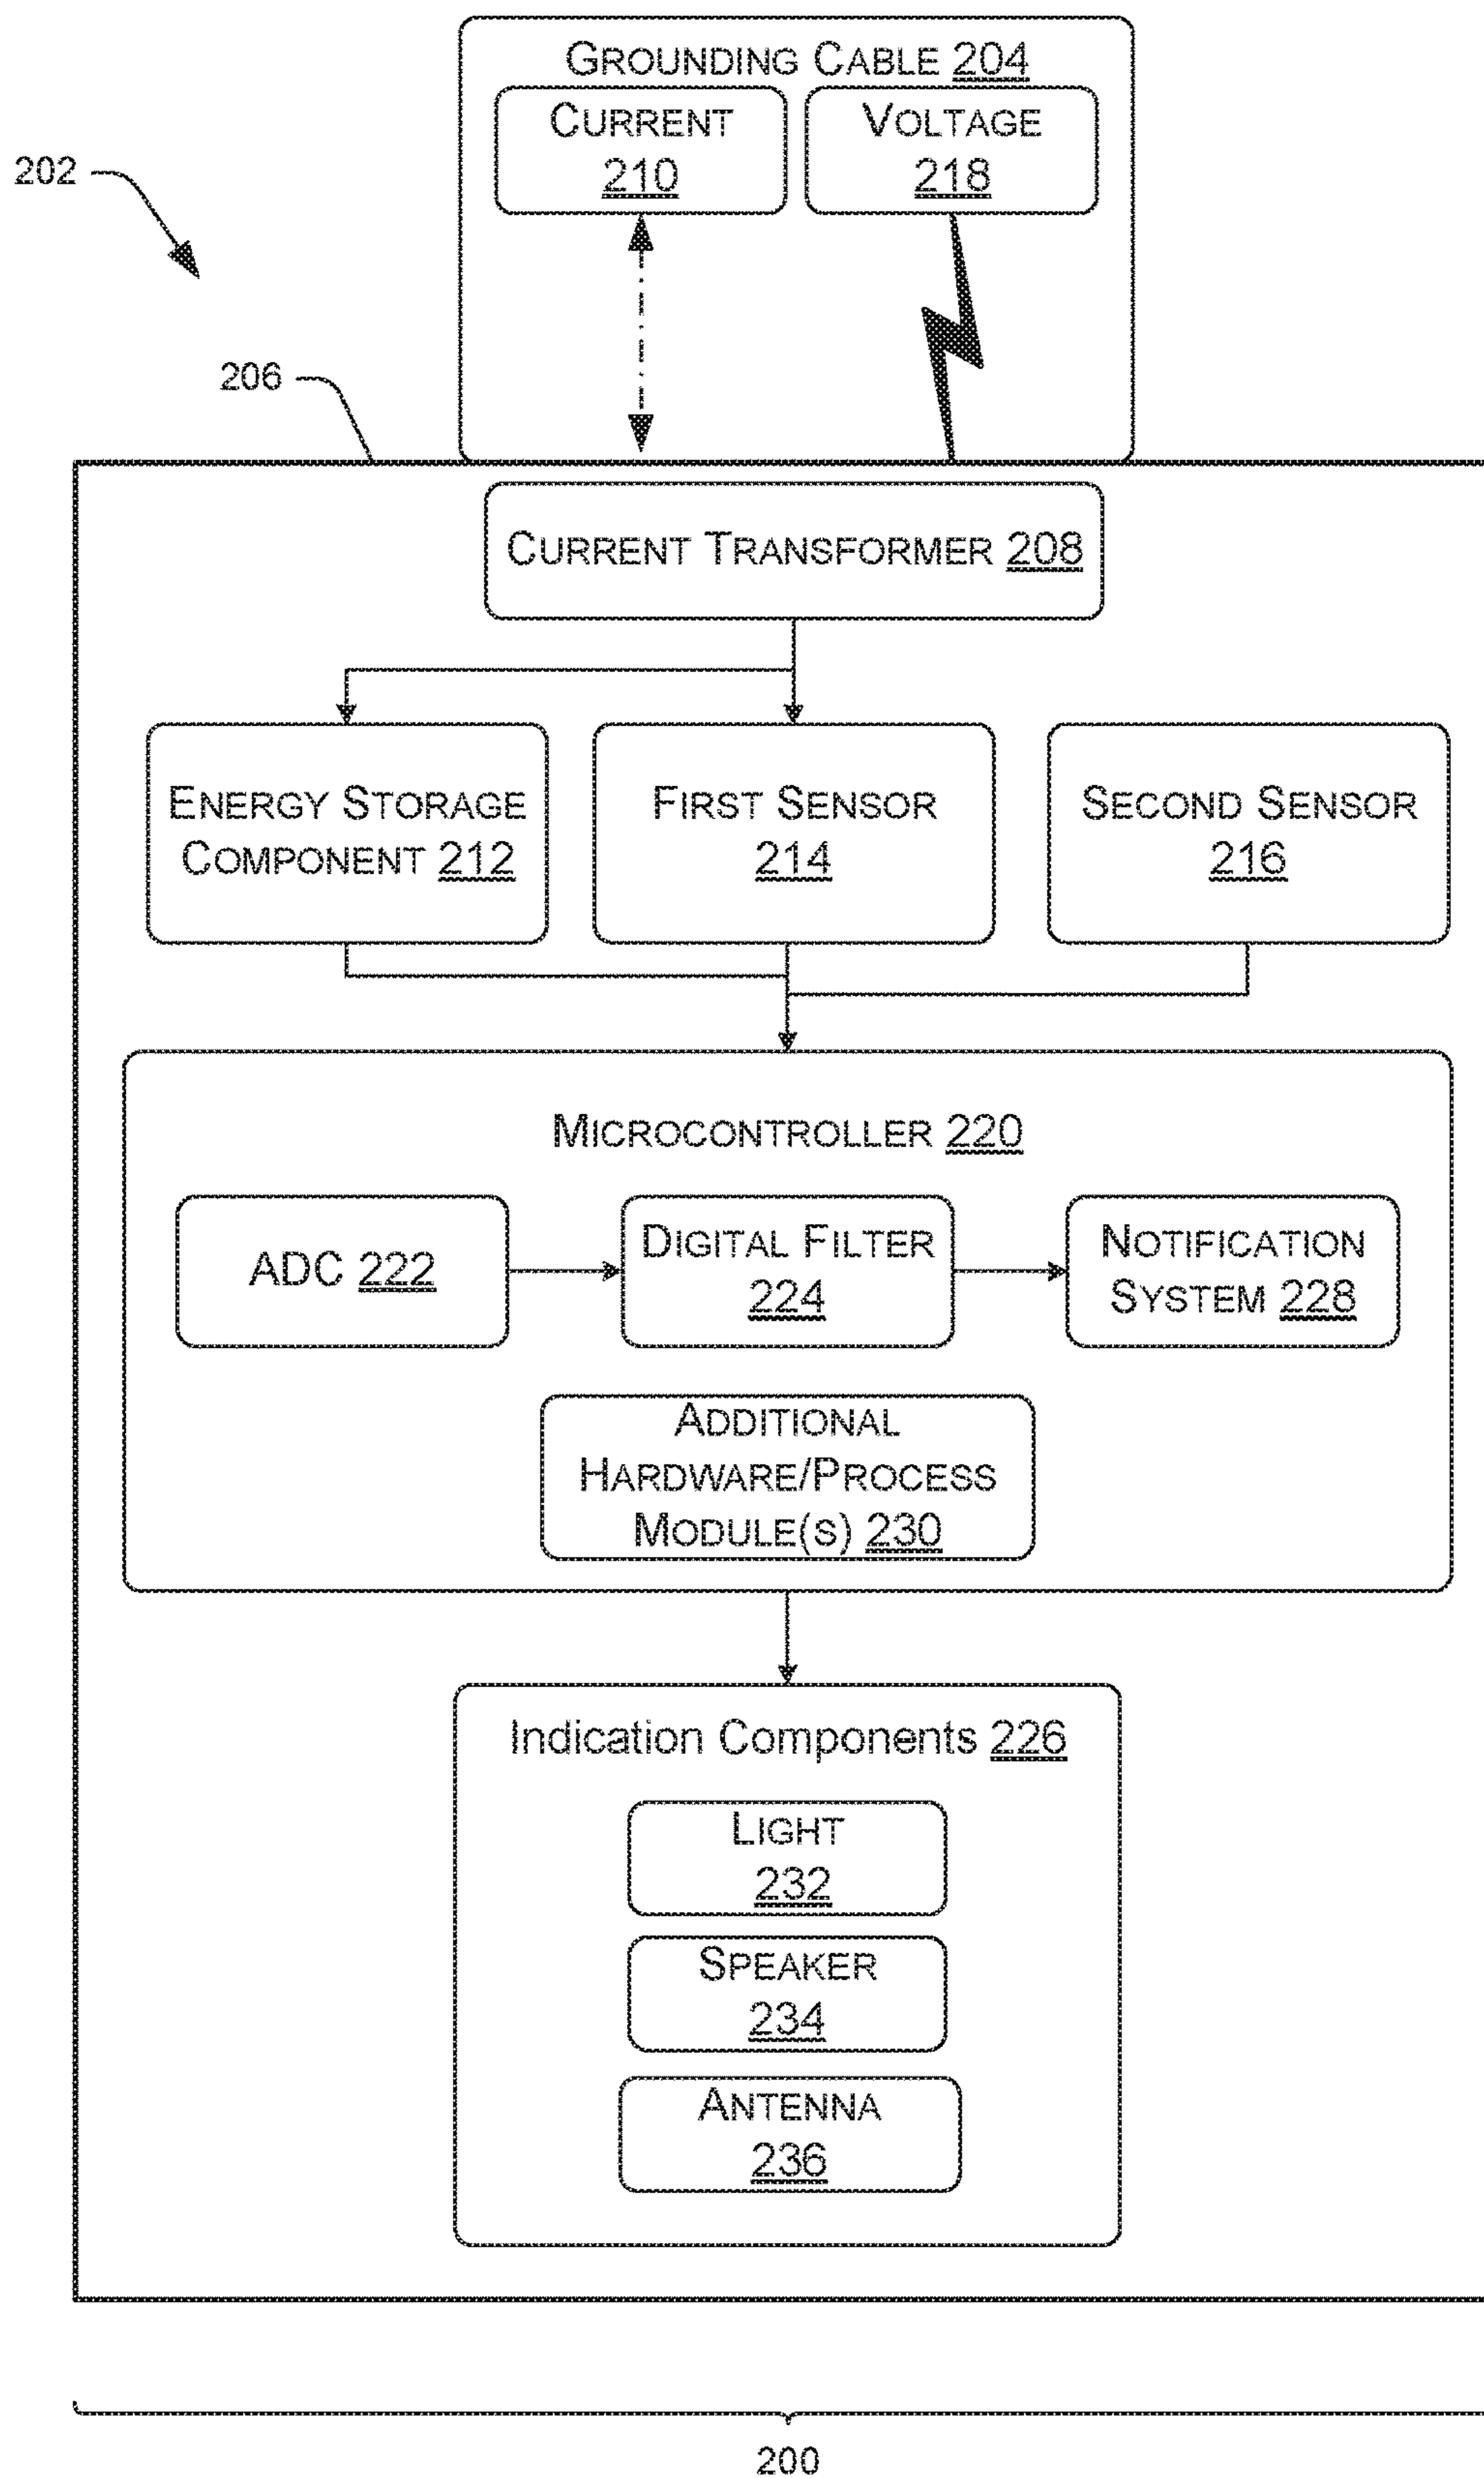 GROUNDING CABLE 204
CURRENT
210
VOLTAGE
218
202
206
CURRENT TRANSFORMER 208
ENERGY STORAGE
COMPONENT 212
FIRST SENSOR
214
SECOND SENSOR
216
MICROCONTROLLER 220
ADC 222
DIGITAL FILTER
224
NOTIFICATION
SYSTEM 228
ADDITIONAL
HARDWARE/PROCESS
MODULE(S) 230
Indication Components 226
LIGHT
232
SPEAKER
234
ANTENNA
236
200